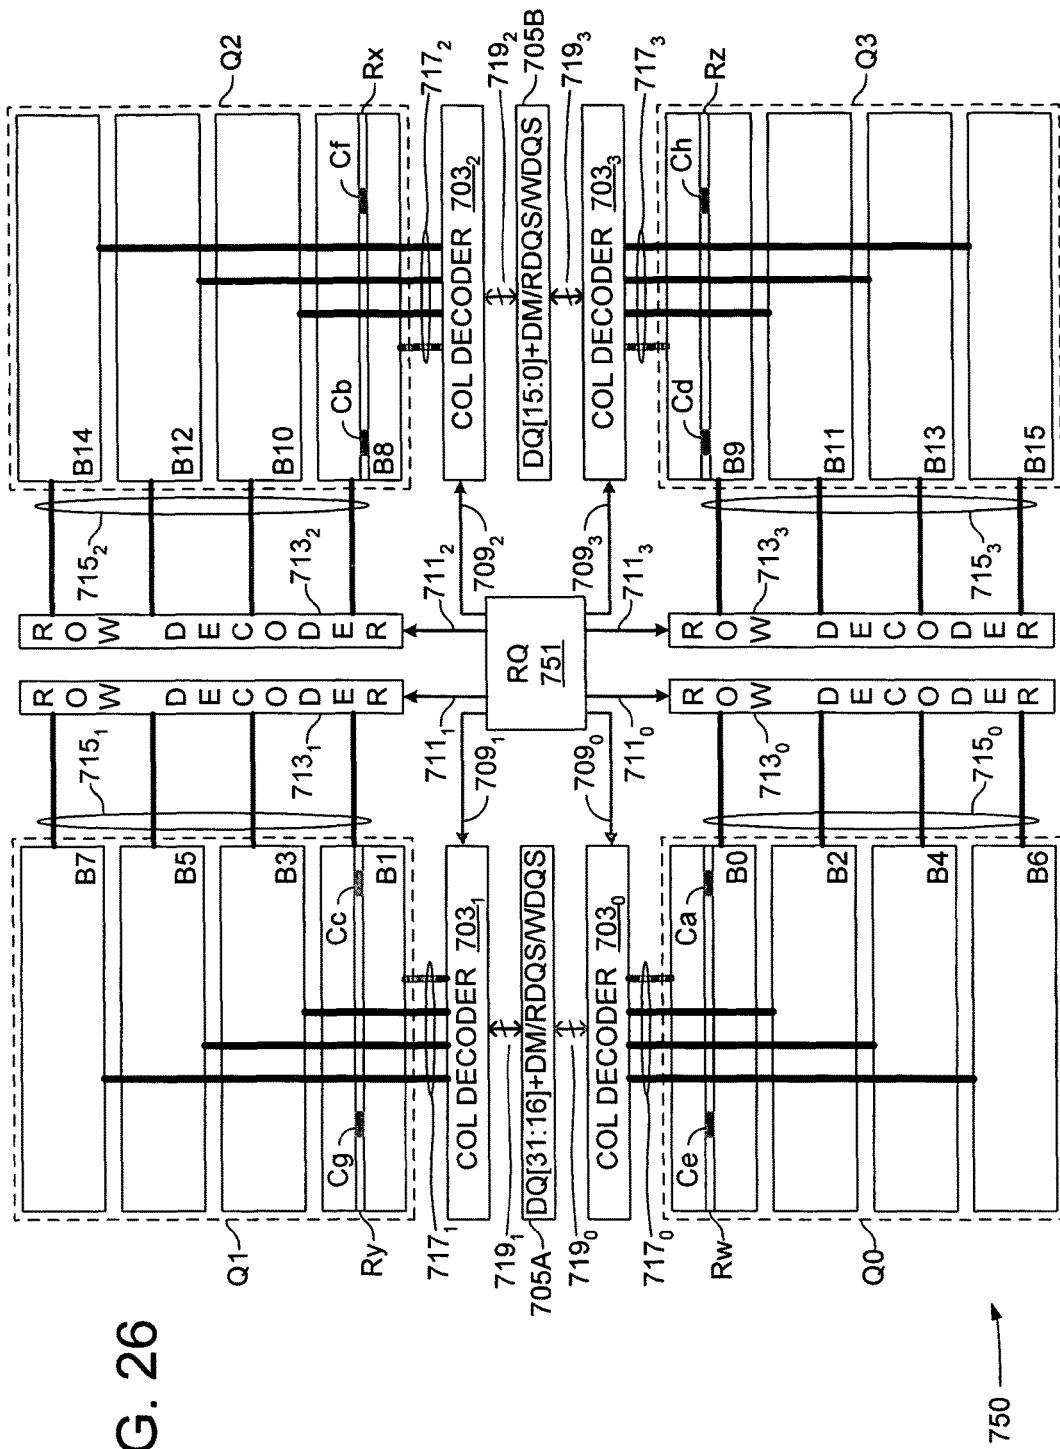 G. 26
750
Q1
Ry
717₁
719₁
705A
719₀
717₀
Rw
Q0
B7
B5
B3
B1
Cg
Cc
COL DECODER 703₁
DQ[31:16]+DM/RDQS/WDQS
COL DECODER 703₀
Ce
Ca
B0
B2
B4
B6
715₁
713₁
ROW DECODER
711₁
709₁
709₀
711₀
713₀
715₀
ROW DECODER
RQ
751
715₂
713₂
ROW DECODER
711₂
709₂
709₃
711₃
713₃
715₃
ROW DECODER
B14
B12
B10
B8
Cb
Cf
COL DECODER 703₂
DQ[15:0]+DM/RDQS/WDQS
COL DECODER 703₃
Cd
Ch
B9
B11
B13
B15
Q2
Rx
717₂
719₂
705B
719₃
717₃
Rz
Q3